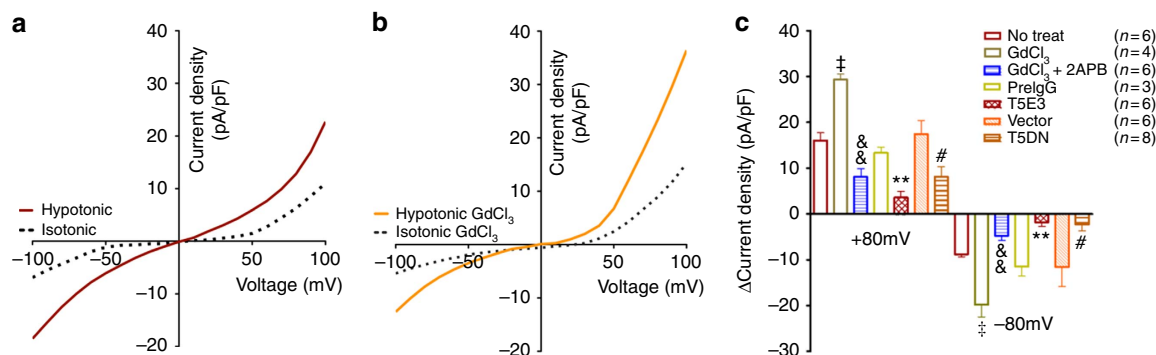 a
40
30
20
10
−10
−20
Current density
(pA/pF)
Hypotonic
Isotonic
−100
−50
0
50
100
Voltage (mV)
b
40
30
20
10
−10
−20
Current density
(pA/pF)
Hypotonic GdCl₃
Isotonic GdCl₃
−100
−50
0
50
100
Voltage (mV)
c
ΔCurrent density (pA/pF)
40
30
20
10
0
−10
−20
−30
No treat (n=6)
GdCl₃ (n=4)
GdCl₃ + 2APB (n=6)
PreIgG (n=3)
T5E3 (n=6)
Vector (n=6)
T5DN (n=8)
‡
&
&
**
#
+80mV
‡
&
&
**
#
−80mV